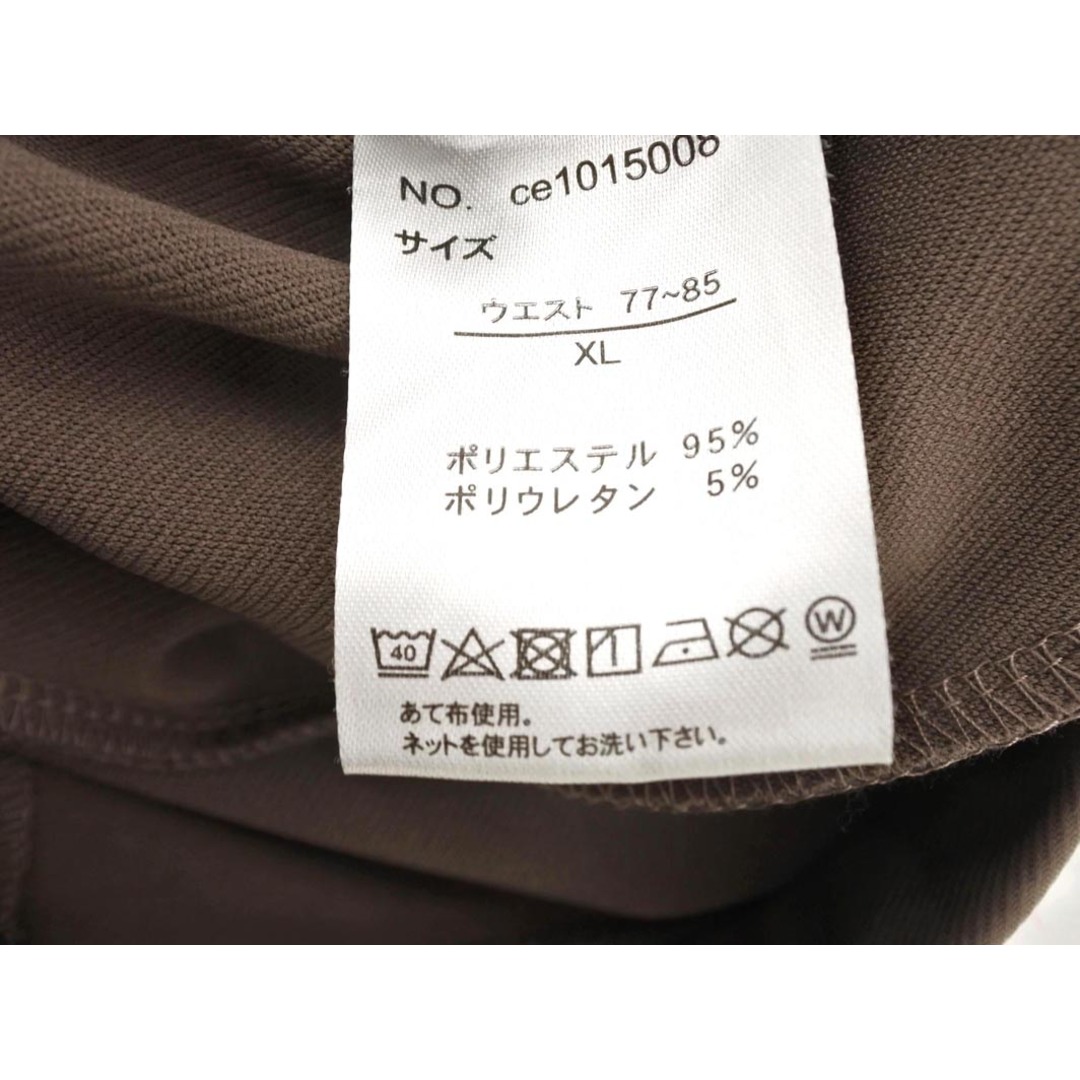 NO. ce1015008
サイズ
ウエスト 77~85
XL
ポリエステル 95%
ポリウレタン 5%
40 W
あて布使用。
ネットを使用してお洗い下さい。